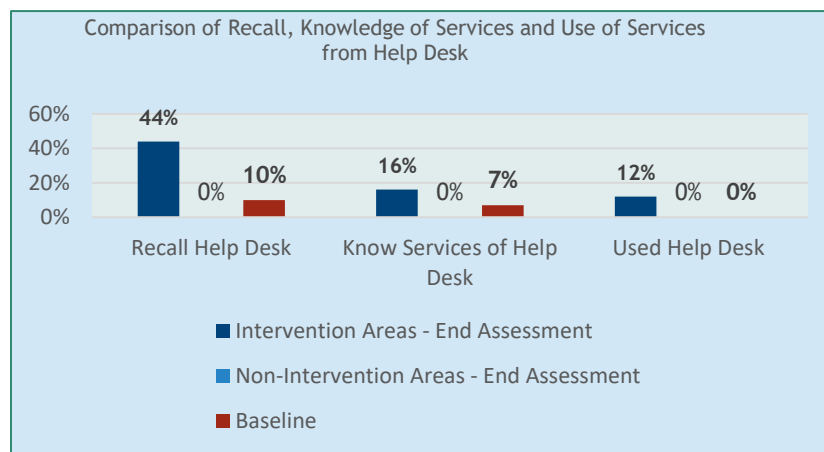 Comparison of Recall, Knowledge of Services and Use of Services
from Help Desk
60%
40%
20%
0%
44%
0%
10%
16%
0%
7%
12%
0%
0%
Recall Help Desk
Know Services of Help
Desk
Used Help Desk
Intervention Areas - End Assessment
Non-Intervention Areas - End Assessment
Baseline